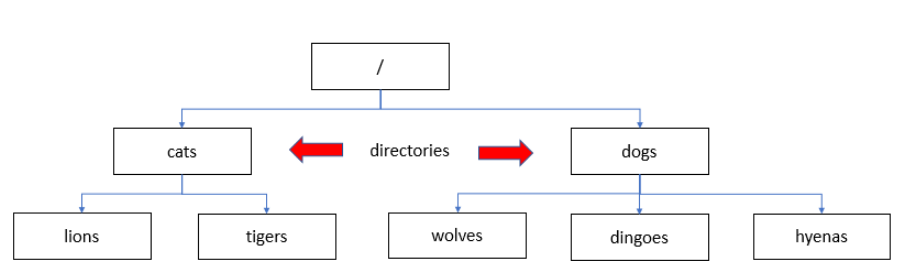 /
cats
directories
dogs
lions
tigers
wolves
dingoes
hyenas